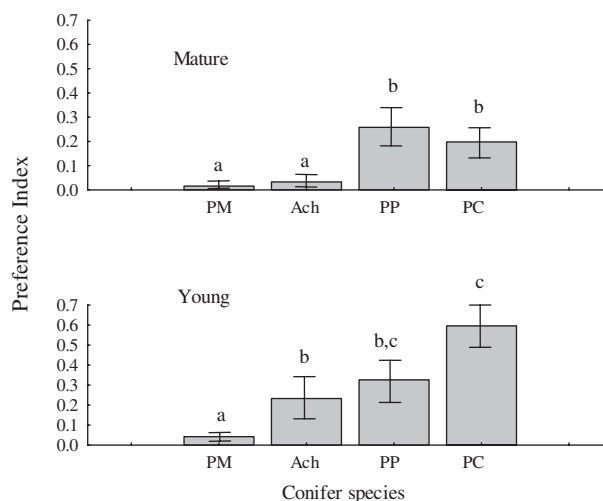 Preference Index
0.7
0.6
0.5
0.4
0.3
0.2
0.1
0.0
Mature
a
a
b
b
PM Ach PP PC
0.7
0.6
0.5
0.4
0.3
0.2
0.1
0.0
Young
a
b
b,c
c
PM Ach PP PC
Conifer species